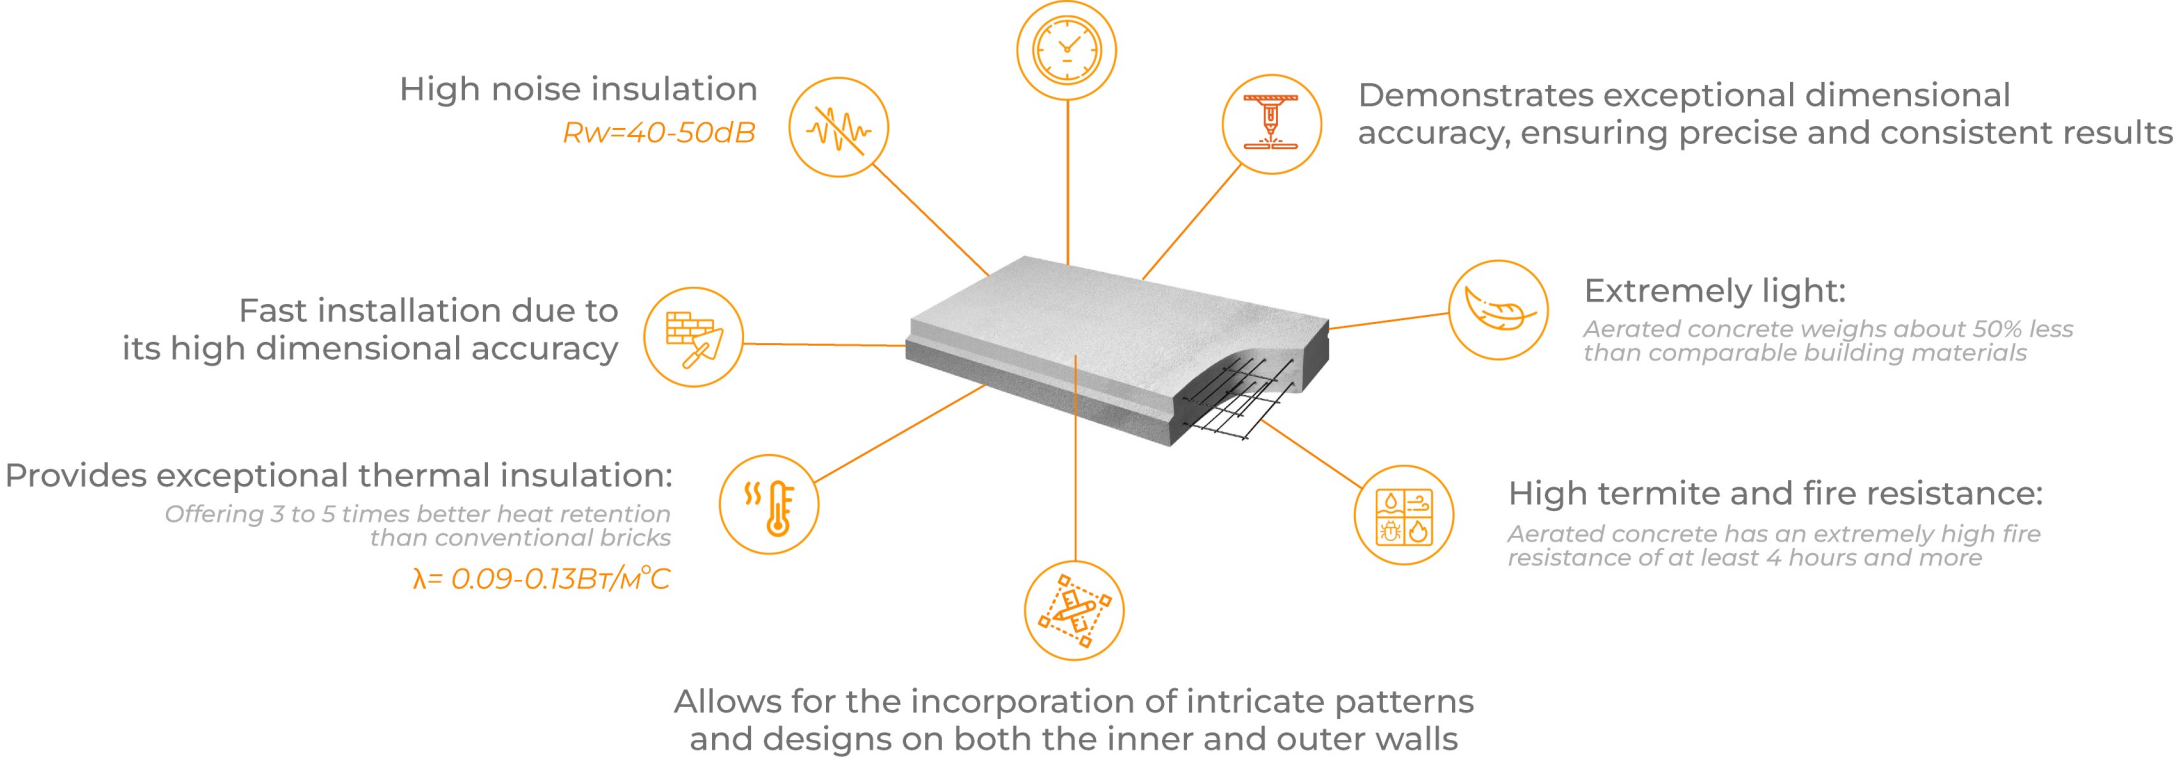 High noise insulation
Rw=40-50dB
Demonstrates exceptional dimensional
accuracy, ensuring precise and consistent results
Fast installation due to
its high dimensional accuracy
Extremely light:
Aerated concrete weighs about 50% less
than comparable building materials
Provides exceptional thermal insulation:
Offering 3 to 5 times better heat retention
than conventional bricks
λ= 0.09-0.13Вт/м°C
High termite and fire resistance:
Aerated concrete has an extremely high fire
resistance of at least 4 hours and more
Allows for the incorporation of intricate patterns
and designs on both the inner and outer walls